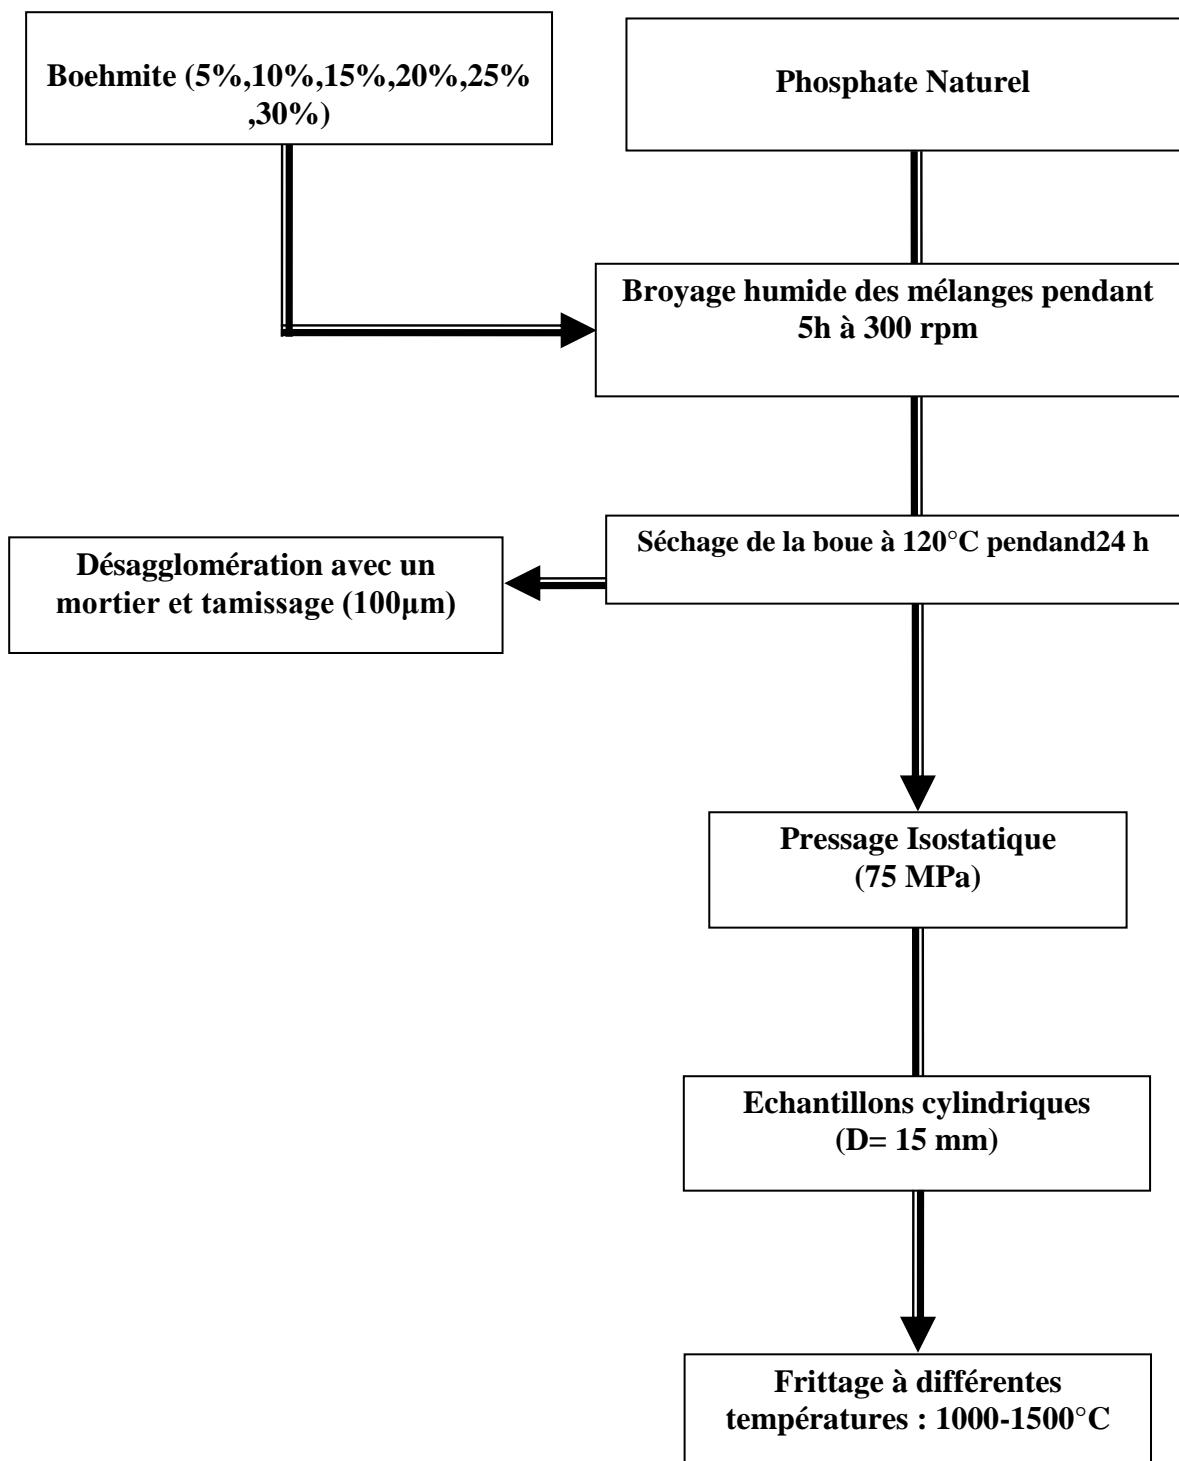 Boehmite (5%,10%,15%,20%,25%
,30%)
Phosphate Naturel
Broyage humide des mélanges pendant
5h à 300 rpm
Séchage de la boue à 120°C pendand24 h
Désagglomération avec un
mortier et tamissage (100µm)
Pressage Isostatique
(75 MPa)
Echantillons cylindriques
(D= 15 mm)
Frittage à différentes
températures : 1000-1500°C